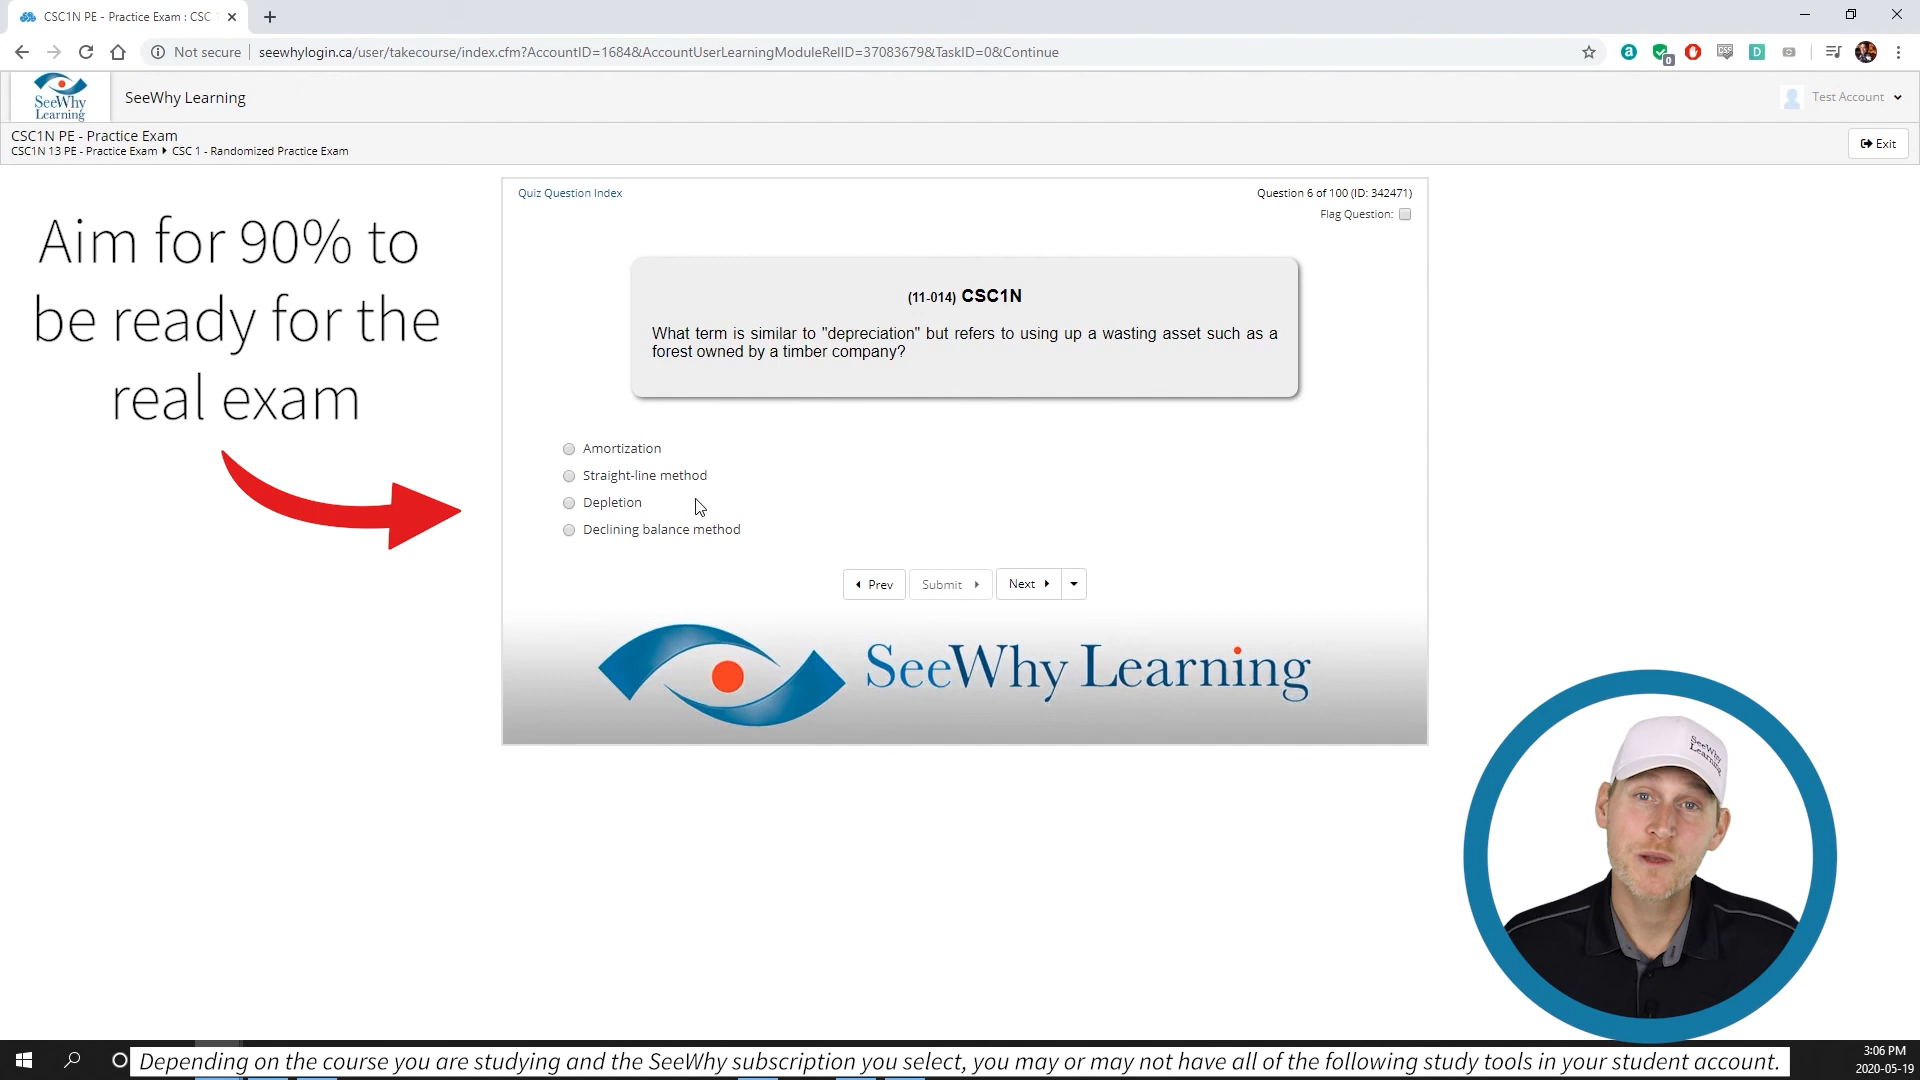 CSC1N PE - Practice Exam : CSC
Not secure
seewhylogin.ca/user/takecourse/index.cfm?AccountID=1684&AccountUserLearningModuleRelID=37083679&TaskID=0&Continue
SeeWhy
Learning
SeeWhy Learning
Test Account
CSC1N PE - Practice Exam
CSC1N 13 PE - Practice Exam CSC 1 - Randomized Practice Exam
Exit
Aim for 90% to
be ready for the
real exam
Quiz Question Index
Question 6 of 100 (ID: 342471)
Flag Question:
(11-014) CSC1N
What term is similar to "depreciation" but refers to using up a wasting asset such as a
forest owned by a timber company?
Amortization
Straight-line method
Depletion
Declining balance method
Prev
Submit
Next
SeeWhy Learning
SeeWhy
Learning
Depending on the course you are studying and the SeeWhy subscription you select, you may or may not have all of the following study tools in your student account.
3:06 PM
2020-05-19